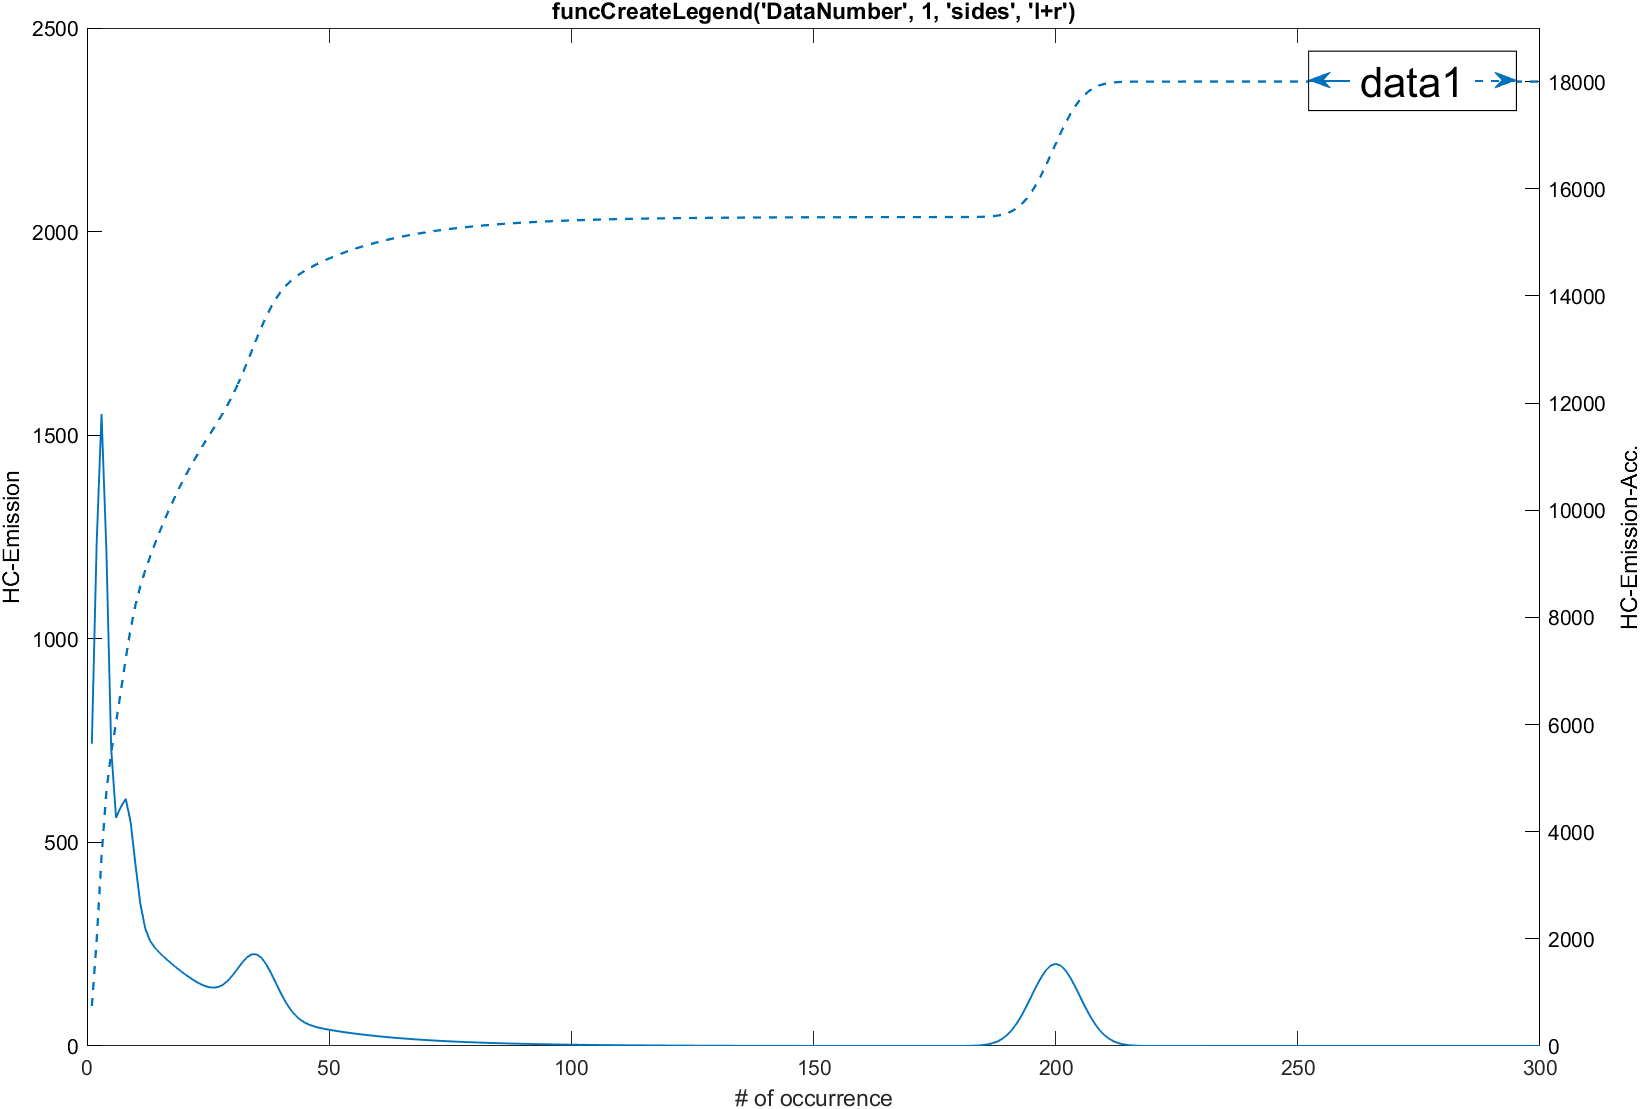 funcCreateLegend('DataNumber', 1, 'sides', 'l+r')
2500
2000
1500
1000
500
0
HC-Emission
data1
18000
16000
14000
12000
10000
8000
6000
4000
2000
0
HC-Emission-Acc.
0 50 100 150 200 250 300
# of occurrence